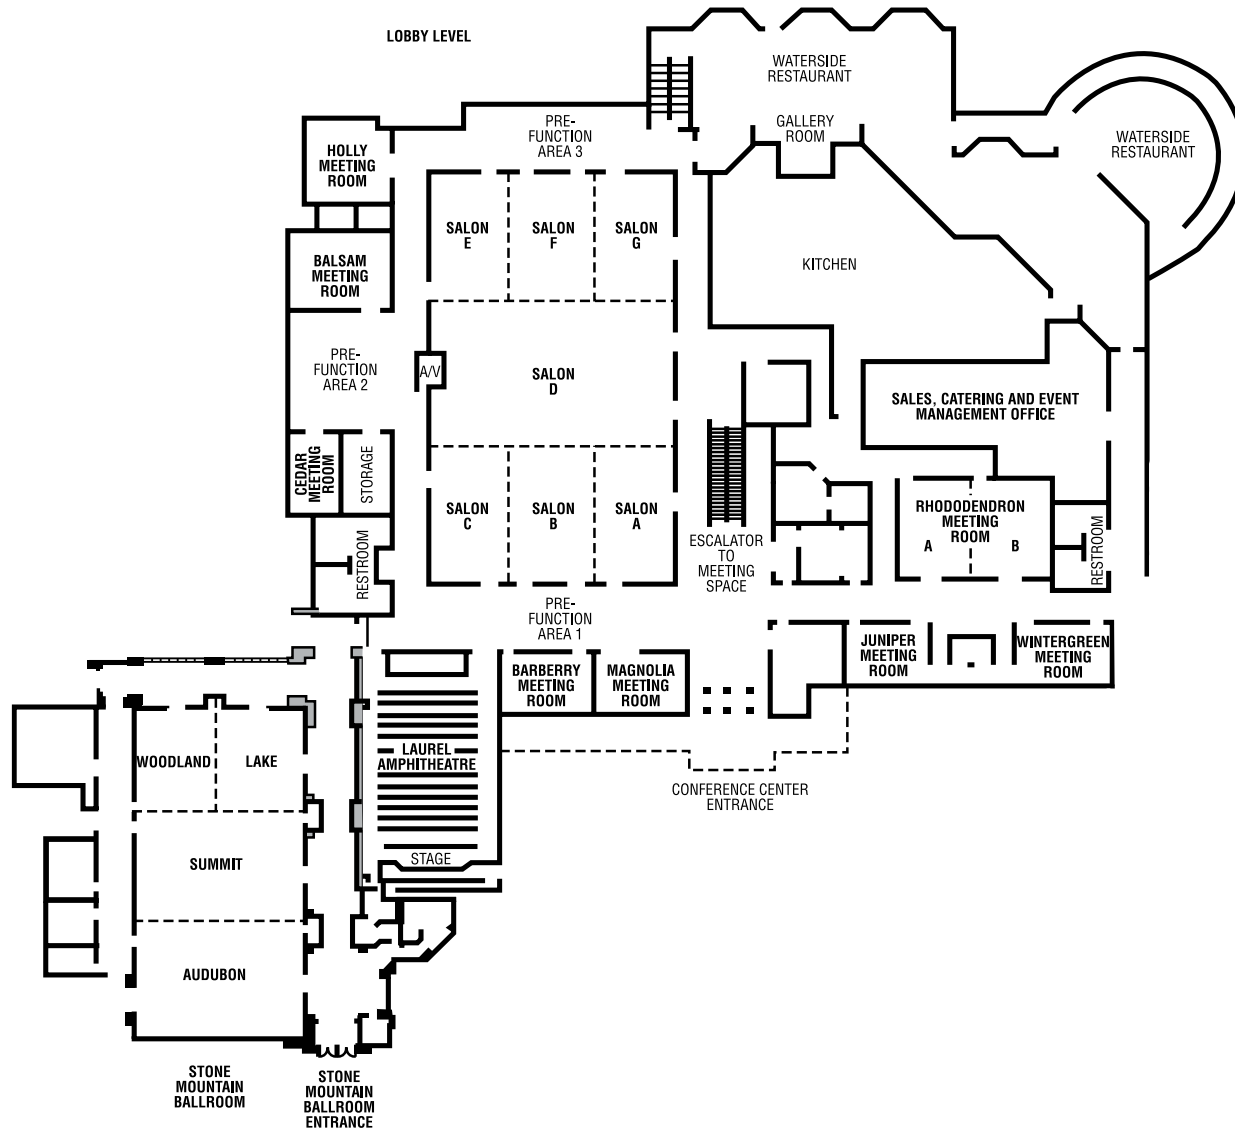 LOBBY LEVEL
WATERSIDE
RESTAURANT
PRE-
FUNCTION
AREA 3
GALLERY
ROOM
WATERSIDE
RESTAURANT
HOLLY
MEETING
ROOM
SALON
E
SALON
F
SALON
G
BALSAM
MEETING
ROOM
KITCHEN
PRE-
FUNCTION
AREA 2
A/V
SALON
D
SALES, CATERING AND EVENT
MANAGEMENT OFFICE
CEDAR
MEETING
ROOM
STORAGE
SALON
C
SALON
B
SALON
A
RHODODENDRON
MEETING
ROOM
A
B
RESTROOM
ESCALATOR
TO
MEETING
SPACE
RESTROOM
PRE-
FUNCTION
AREA 1
BARBERRY
MEETING
ROOM
MAGNOLIA
MEETING
ROOM
JUNIPER
MEETING
ROOM
WINTERGREEN
MEETING
ROOM
WOODLAND
LAKE
LAUREL
AMPHITHEATRE
CONFERENCE CENTER
ENTRANCE
SUMMIT
STAGE
AUDUBON
STONE
MOUNTAIN
BALLROOM
STONE
MOUNTAIN
BALLROOM
ENTRANCE